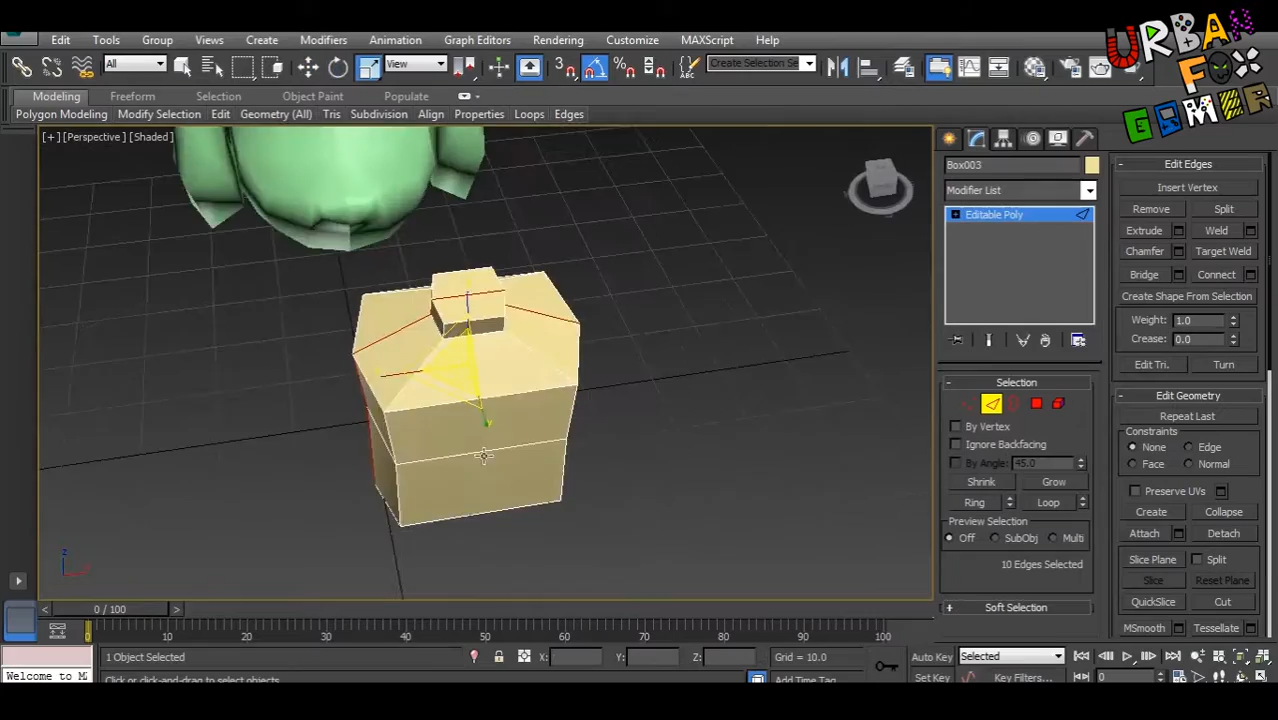 URBAN
FOX
GAMER
Edit Tools Group Views Create Modifiers Animation Graph Editors Rendering Customize MAXScript Help
All View 3 % ABC Create Selection Se
Modeling Freeform Selection Object Paint Populate
Polygon Modeling Modify Selection Edit Geometry (All) Tris Subdivision Align Properties Loops Edges
[+] [Perspective] [Shaded]
Box003
Modifier List
Editable Poly
Edit Edges
Insert Vertex
Remove Split
Extrude Weld
Chamfer Target Weld
Bridge Connect
Create Shape From Selection
Weight: 1.0
Crease: 0.0
Edit Tri. Turn
Selection
By Vertex
Ignore Backfacing
By Angle: 45.0
Shrink Grow
Ring Loop
Preview Selection
Off SubObj Multi
10 Edges Selected
Soft Selection
Edit Geometry
Repeat Last
Constraints
None Edge
Face Normal
Preserve UVs
Create Collapse
Attach Detach
Slice Plane Split
Slice Reset Plane
QuickSlice Cut
MSmooth Tessellate
z
< 0 / 100 >
0 10 20 30 40 50 60 70 80 90 100
1 Object Selected X: Y: Z: Grid = 10.0 Auto Key Selected
Welcome to M Click or click-and-drag to select objects Add Time Tag Set Key Key Filters... 0